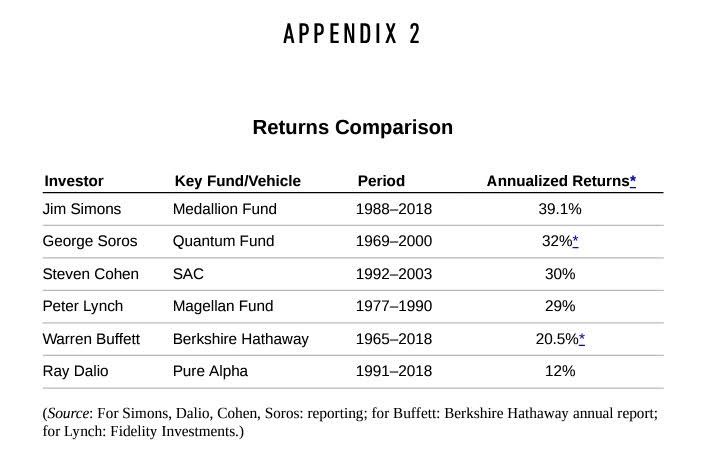 APPENDIX 2
Returns Comparison
Investor Key Fund/Vehicle Period Annualized Returns*
Jim Simons Medallion Fund 1988–2018 39.1%
George Soros Quantum Fund 1969–2000 32%*
Steven Cohen SAC 1992–2003 30%
Peter Lynch Magellan Fund 1977–1990 29%
Warren Buffett Berkshire Hathaway 1965–2018 20.5%*
Ray Dalio Pure Alpha 1991–2018 12%
(Source: For Simons, Dalio, Cohen, Soros: reporting; for Buffett: Berkshire Hathaway annual report;
for Lynch: Fidelity Investments.)